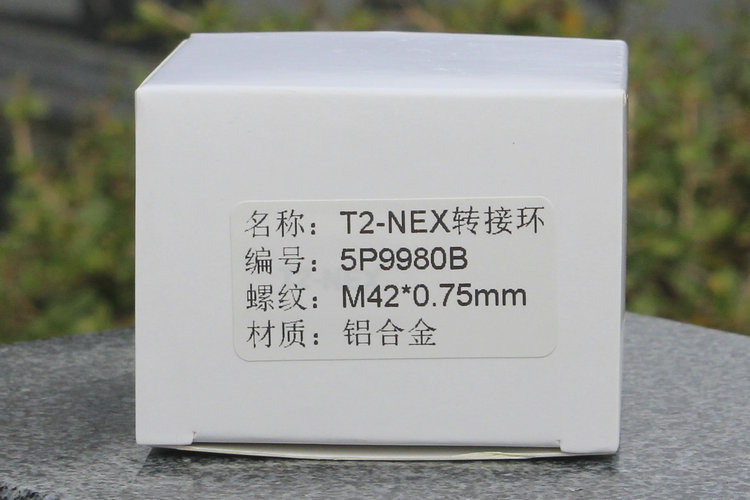 名称：T2-NEX转接环
编号：5P9980B
螺纹：M42*0.75mm
材质：铝合金